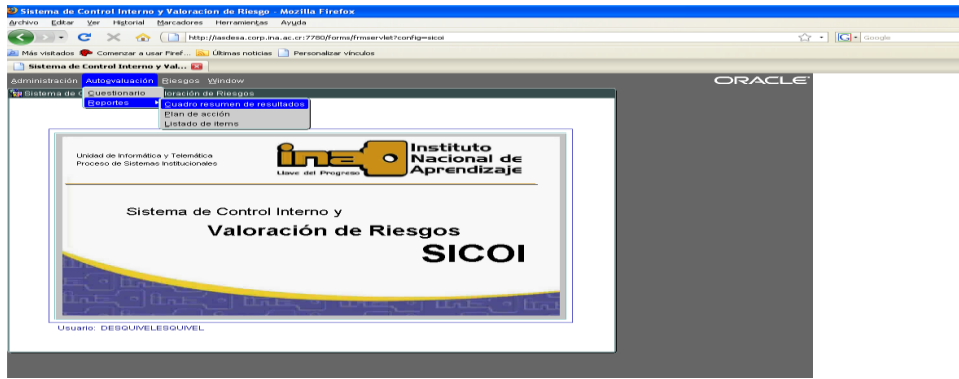 Sistema de Control Interno y Valoracion de Riesgo - Mozilla Firefox
Archivo Editar Ver Historial Marcadores Herramientas Ayuda
http://iasdesa.corp.ina.ac.cr:7780/forms/frmservlet?config=sicoi
Google
Más visitados Comenzar a usar Firef... Últimas noticias Personalizar vínculos
Sistema de Control Interno y Val...
Administración Autoevaluación Riesgos Window
ORACLE
Sistema de C
loración de Riesgos
Cuestionario
Reportes
Cuadro resumen de resultados
Plan de acción
Listado de items
Unidad de Informática y Telemática
Proceso de Sistemas Institucionales
ina
Llave del Progreso
Instituto
Nacional de
Aprendizaje
Sistema de Control Interno y
Valoración de Riesgos
SICOI
Usuario: DESQUIVELESQUIVEL